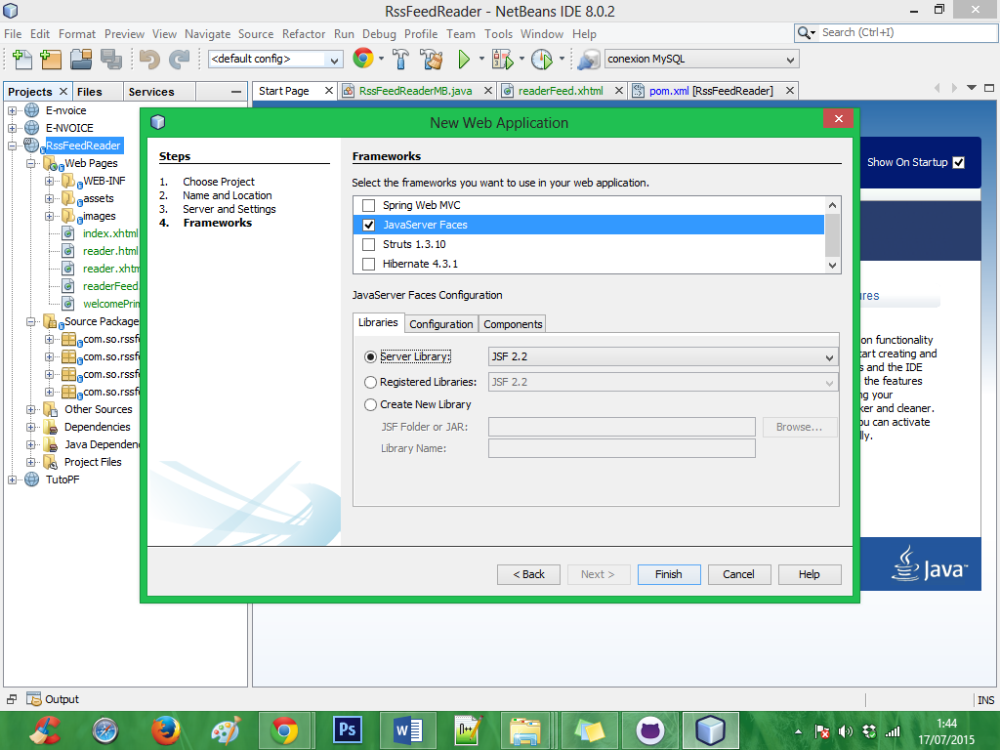 RssFeedReader - NetBeans IDE 8.0.2
File Edit Format Preview View Navigate Source Refactor Run Debug Profile Team Tools Window Help
Search (Ctrl+I)
<default config>
conexion MySQL
Projects Files Services
Start Page RssFeedReaderMB.java readerFeed.xhtml pom.xml [RssFeedReader]
E-nvoice
E-NVOICE
RssFeedReader
Web Pages
WEB-INF
assets
images
index.xhtml
reader.html
reader.xhtm
readerFeed.
welcomePrim
Source Package
com.so.rssfe
com.so.rssfe
com.so.rssfe
com.so.rssfe
Other Sources
Dependencies
Java Dependen
Project Files
TutoPF
New Web Application
Steps
1. Choose Project
2. Name and Location
3. Server and Settings
4. Frameworks
Frameworks
Select the frameworks you want to use in your web application.
Spring Web MVC
JavaServer Faces
Struts 1.3.10
Hibernate 4.3.1
JavaServer Faces Configuration
Libraries Configuration Components
Server Library: JSF 2.2
Registered Libraries: JSF 2.2
Create New Library
JSF Folder or JAR: Browse...
Library Name:
< Back Next > Finish Cancel Help
Show On Startup
ures
on functionality
tart creating and
s and the IDE
the features
ng your
ker and cleaner.
ou can activate
lly.
Java
Output
INS
Ps
W
n++
1:44
17/07/2015